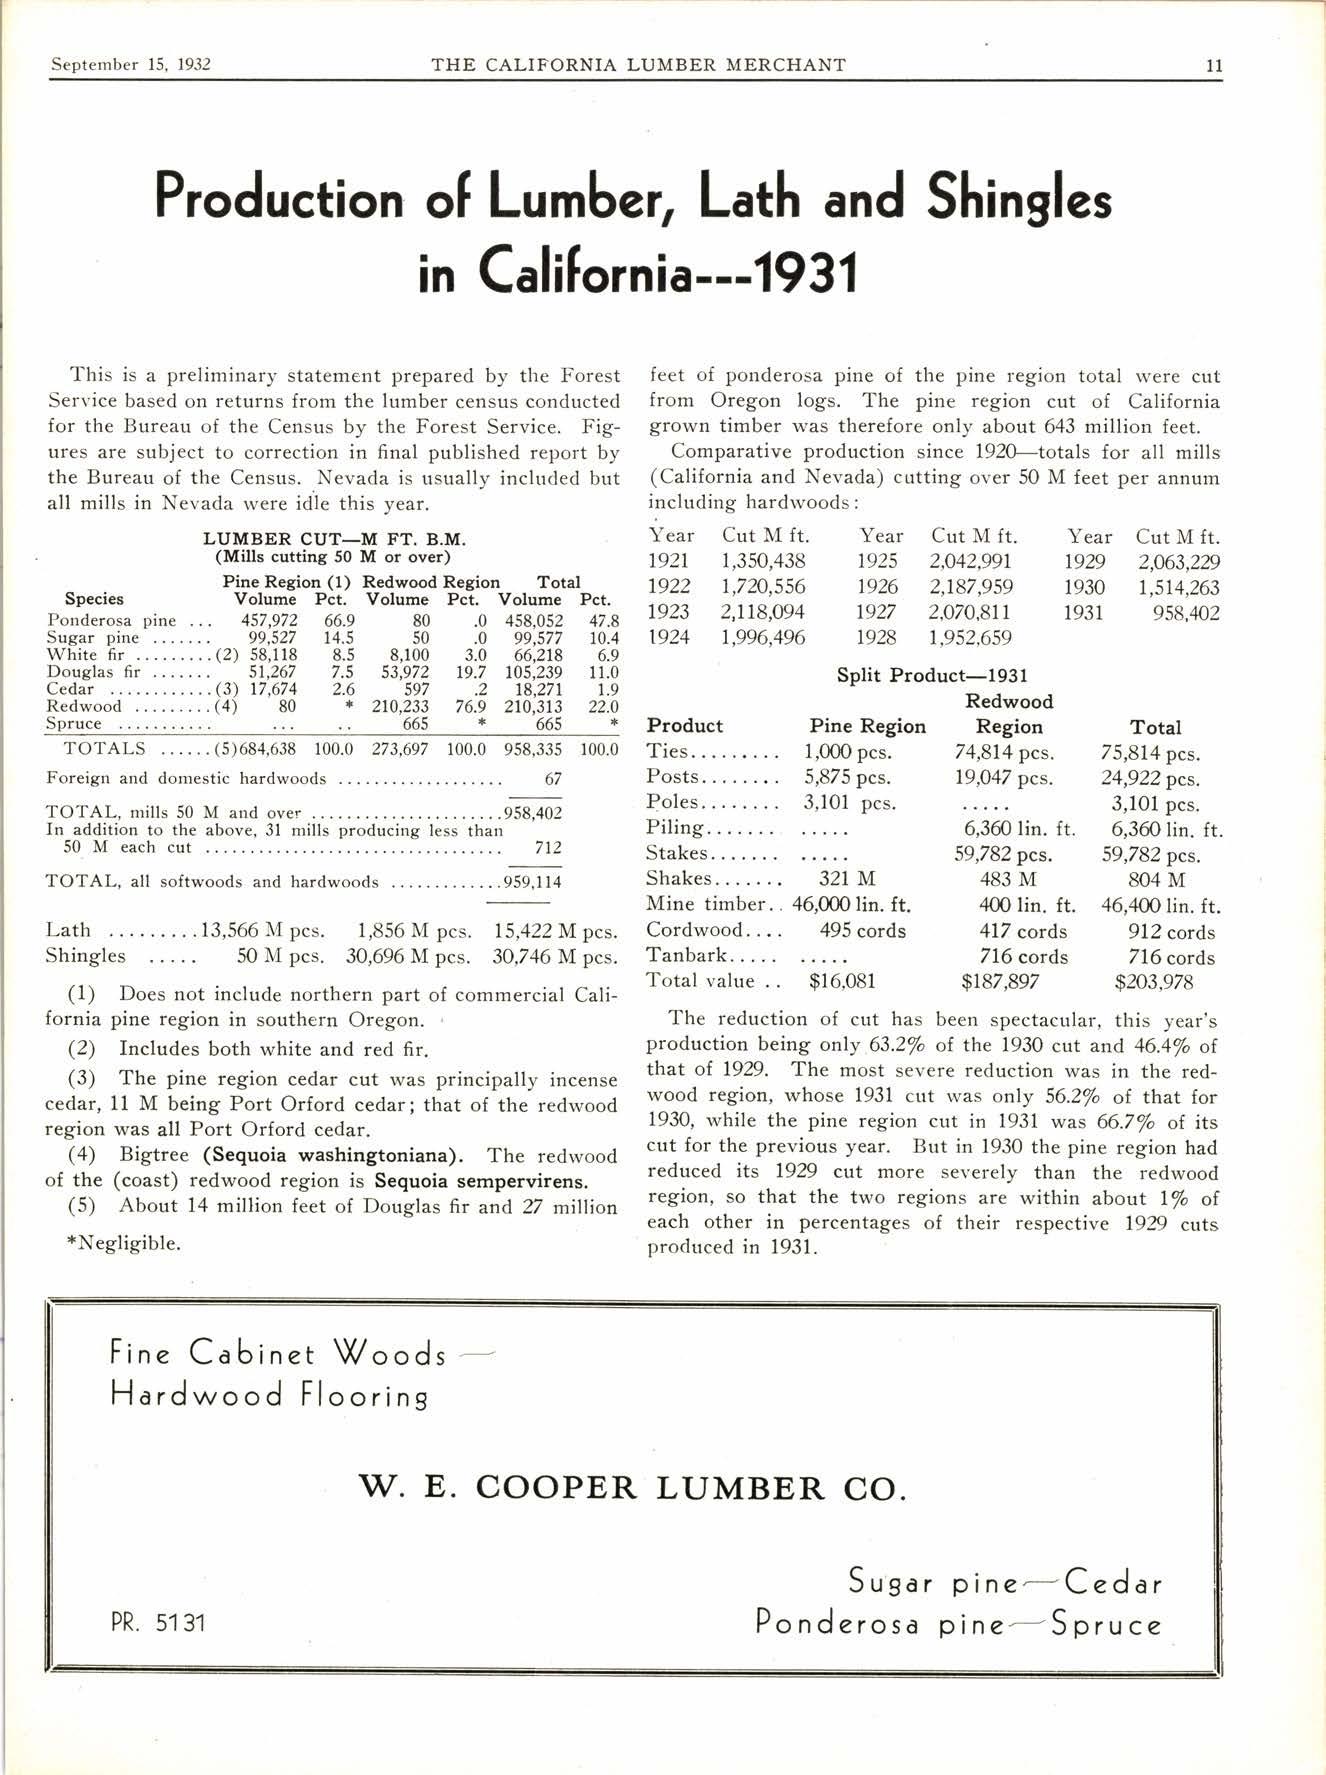 September 15, 1932 THE CALIFORNIA LUMBER MERCHANT 11
Production of Lumber, Lath and Shingles
in California---1931
This is a preliminary statement prepared by the Forest
Service based on returns from the lumber census conducted
for the Bureau of the Census by the Forest Service. Fig-
ures are subject to correction in final published report by
the Bureau of the Census. Nevada is usually included but
all mills in Nevada were idle this year.
LUMBER CUT—M FT. B.M.
(Mills cutting 50 M or over)
Pine Region (1) Redwood Region Total
Species Volume Pct. Volume Pct. Volume Pct.
Ponderosa pine ... 457,972 66.9 80 .0 458,052 47.8
Sugar pine ....... 99,527 14.5 50 .0 99,577 10.4
White fir .........(2) 58,118 8.5 8,100 3.0 66,218 6.9
Douglas fir ....... 51,267 7.5 53,972 19.7 105,239 11.0
Cedar ............(3) 17,674 2.6 597 .2 18,271 1.9
Redwood .........(4) 80 * 210,233 76.9 210,313 22.0
Spruce ........... ... .. 665 * 665 *
TOTALS ......(5)684,638 100.0 273,697 100.0 958,335 100.0
Foreign and domestic hardwoods ................... 67
TOTAL, mills 50 M and over ......................958,402
In addition to the above, 31 mills producing less than
50 M each cut ................................. 712
TOTAL, all softwoods and hardwoods .............959,114
Lath .........13,566 M pcs. 1,856 M pcs. 15,422 M pcs.
Shingles ..... 50 M pcs. 30,696 M pcs. 30,746 M pcs.
(1) Does not include northern part of commercial Cali-
fornia pine region in southern Oregon.
(2) Includes both white and red fir.
(3) The pine region cedar cut was principally incense
cedar, 11 M being Port Orford cedar; that of the redwood
region was all Port Orford cedar.
(4) Bigtree (Sequoia washingtoniana). The redwood
of the (coast) redwood region is Sequoia sempervirens.
(5) About 14 million feet of Douglas fir and 27 million
*Negligible.
feet of ponderosa pine of the pine region total were cut
from Oregon logs. The pine region cut of California
grown timber was therefore only about 643 million feet.
Comparative production since 1920—totals for all mills
(California and Nevada) cutting over 50 M feet per annum
including hardwoods:
Year Cut M ft. Year Cut M ft. Year Cut M ft.
1921 1,350,438 1925 2,042,991 1929 2,063,229
1922 1,720,556 1926 2,187,959 1930 1,514,263
1923 2,118,094 1927 2,070,811 1931 958,402
1924 1,996,496 1928 1,952,659
Split Product—1931
Redwood
Product Pine Region Region Total
Ties......... 1,000 pcs. 74,814 pcs. 75,814 pcs.
Posts........ 5,875 pcs. 19,047 pcs. 24,922 pcs.
Poles........ 3,101 pcs. ..... 3,101 pcs.
Piling....... ..... 6,360 lin. ft. 6,360 lin. ft.
Stakes....... ..... 59,782 pcs. 59,782 pcs.
Shakes....... 321 M 483 M 804 M
Mine timber.. 46,000 lin. ft. 400 lin. ft. 46,400 lin. ft.
Cordwood.... 495 cords 417 cords 912 cords
Tanbark..... ..... 716 cords 716 cords
Total value .. $16,081 $187,897 $203,978
The reduction of cut has been spectacular, this year's
production being only 63.2% of the 1930 cut and 46.4% of
that of 1929. The most severe reduction was in the red-
wood region, whose 1931 cut was only 56.2% of that for
1930, while the pine region cut in 1931 was 66.7% of its
cut for the previous year. But in 1930 the pine region had
reduced its 1929 cut more severely than the redwood
region, so that the two regions are within about 1% of
each other in percentages of their respective 1929 cuts
produced in 1931.
Fine Cabinet Woods —
Hardwood Flooring
W. E. COOPER LUMBER CO.
Sugar pine—Cedar
PR. 5131 Ponderosa pine—Spruce